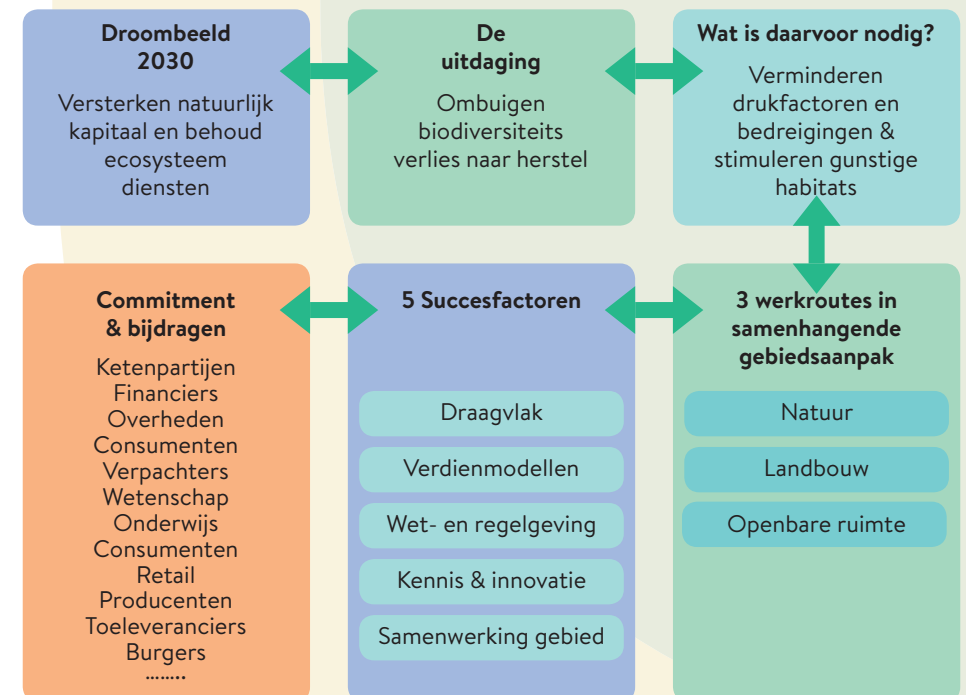 Droombeeld
2030
Versterken natuurlijk
kapitaal en behoud
ecosysteem
diensten
De
uitdaging
Ombuigen
biodiversiteits
verlies naar herstel
Wat is daarvoor nodig?
Verminderen
drukfactoren en
bedreigingen &
stimuleren gunstige
habitats
Commitment
& bijdragen
Ketenpartijen
Financiers
Overheden
Consumenten
Verpachters
Wetenschap
Onderwijs
Consumenten
Retail
Producenten
Toeleveranciers
Burgers
........
5 Succesfactoren
Draagvlak
Verdienmodellen
Wet- en regelgeving
Kennis & innovatie
Samenwerking gebied
3 werkroutes in
samenhangende
gebiedsaanpak
Natuur
Landbouw
Openbare ruimte